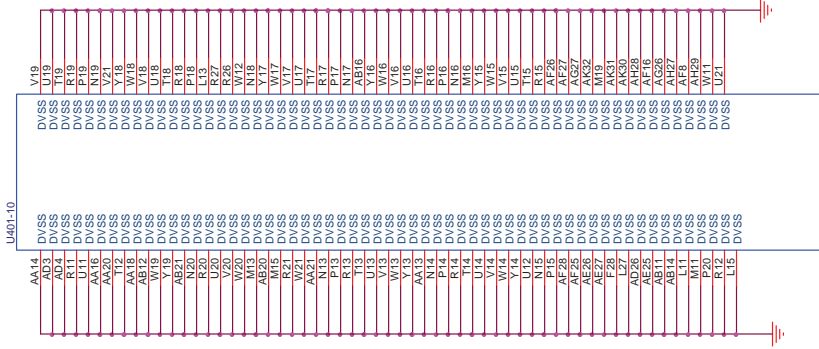 V19 U19 T19 R19 P19 N19 V21 Y18 W18 V18 U18 T18 R18 P18 L13 R27 R26 W12 N18 Y17 W17 V17 U17 T17 R17 P17 N17 AB16 Y16 W16 V16 U16 T16 R16 P16 N16 M16 Y15 W15 V15 U15 T15 R15 AF26 AF27 AG27 AK32 M19 AK31 AK30 AH28 AF16 AG26 AH27 AF8 AH29 W11 U21
DVSS DVSS DVSS DVSS DVSS DVSS DVSS DVSS DVSS DVSS DVSS DVSS DVSS DVSS DVSS DVSS DVSS DVSS DVSS DVSS DVSS DVSS DVSS DVSS DVSS DVSS DVSS DVSS DVSS DVSS DVSS DVSS DVSS DVSS DVSS DVSS DVSS DVSS DVSS DVSS DVSS DVSS DVSS DVSS DVSS DVSS DVSS DVSS DVSS DVSS DVSS DVSS DVSS DVSS DVSS DVSS DVSS DVSS
U401-10
DVSS DVSS DVSS DVSS DVSS DVSS DVSS DVSS DVSS DVSS DVSS DVSS DVSS DVSS DVSS DVSS DVSS DVSS DVSS DVSS DVSS DVSS DVSS DVSS DVSS DVSS DVSS DVSS DVSS DVSS DVSS DVSS DVSS DVSS DVSS DVSS DVSS DVSS DVSS DVSS DVSS DVSS DVSS DVSS DVSS DVSS DVSS DVSS DVSS DVSS DVSS DVSS DVSS DVSS DVSS DVSS DVSS DVSS DVSS
AA14 AD3 AD4 R11 U11 AA16 AA20 T12 AA18 AB12 W19 Y19 AB21 N20 R20 U20 V20 W20 M13 AB20 M15 R21 W21 AA21 N13 P13 R13 T13 U13 V13 W13 Y13 AA13 N14 P14 R14 T14 U14 V14 W14 Y14 U12 N15 P15 AF28 AF25 AE26 AE27 F28 L27 AD26 AE25 AB11 AB14 L11 M11 P20 R12 L15